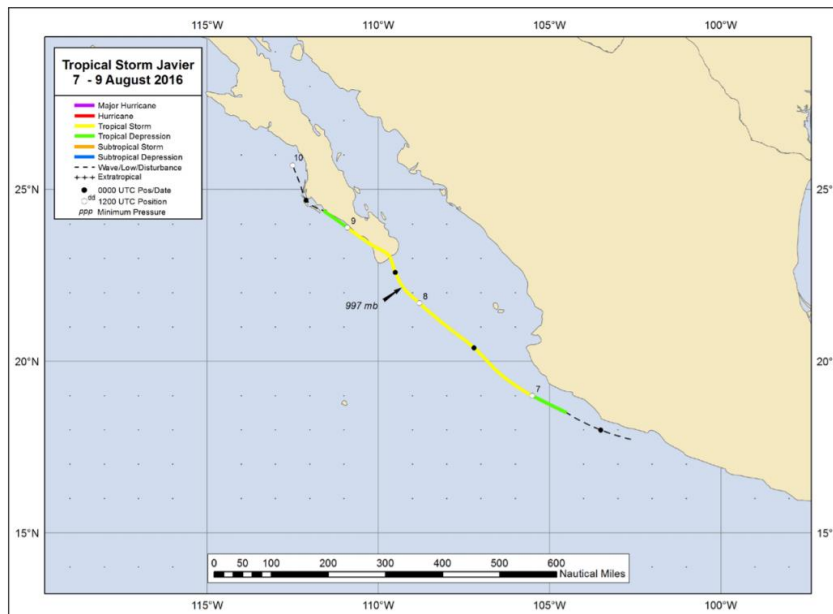 115°W 110°W 105°W 100°W
Tropical Storm Javier
7 - 9 August 2016
Major Hurricane
Hurricane
Tropical Storm
Tropical Depression
Subtropical Storm
Subtropical Depression
Wave/Low/Disturbance
Extratropical
0000 UTC Pos/Date
dd 1200 UTC Position
PPP Minimum Pressure
10
25°N 25°N
9
997 mb
8
20°N 20°N
7
15°N 15°N
0 50 100 200 300 400 500 600
Nautical Miles
115°W 110°W 105°W 100°W